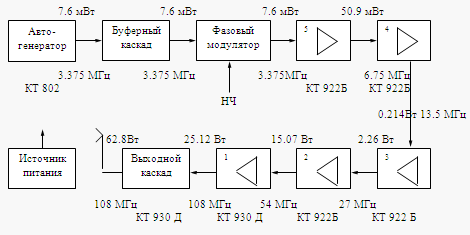 7.6 мВт 7.6 мВт 7.6 мВт 50.9 мВт
Авто-генератор
Буферный каскад
Фазовый модулятор
5
4
3.375 МГц 3.375 МГц 3.375МГц 6.75 МГц
КТ 802 КТ 922Б КТ 922Б
НЧ
0.214Вт 13.5 МГц
62.8Вт 25.12 Вт 15.07 Вт 2.26 Вт
Источник питания
Выходной каскад
1
2
3
108 МГц 108 МГц 54 МГц 27 МГц
КТ 930 Д КТ 930 Д КТ 922Б КТ 922 Б